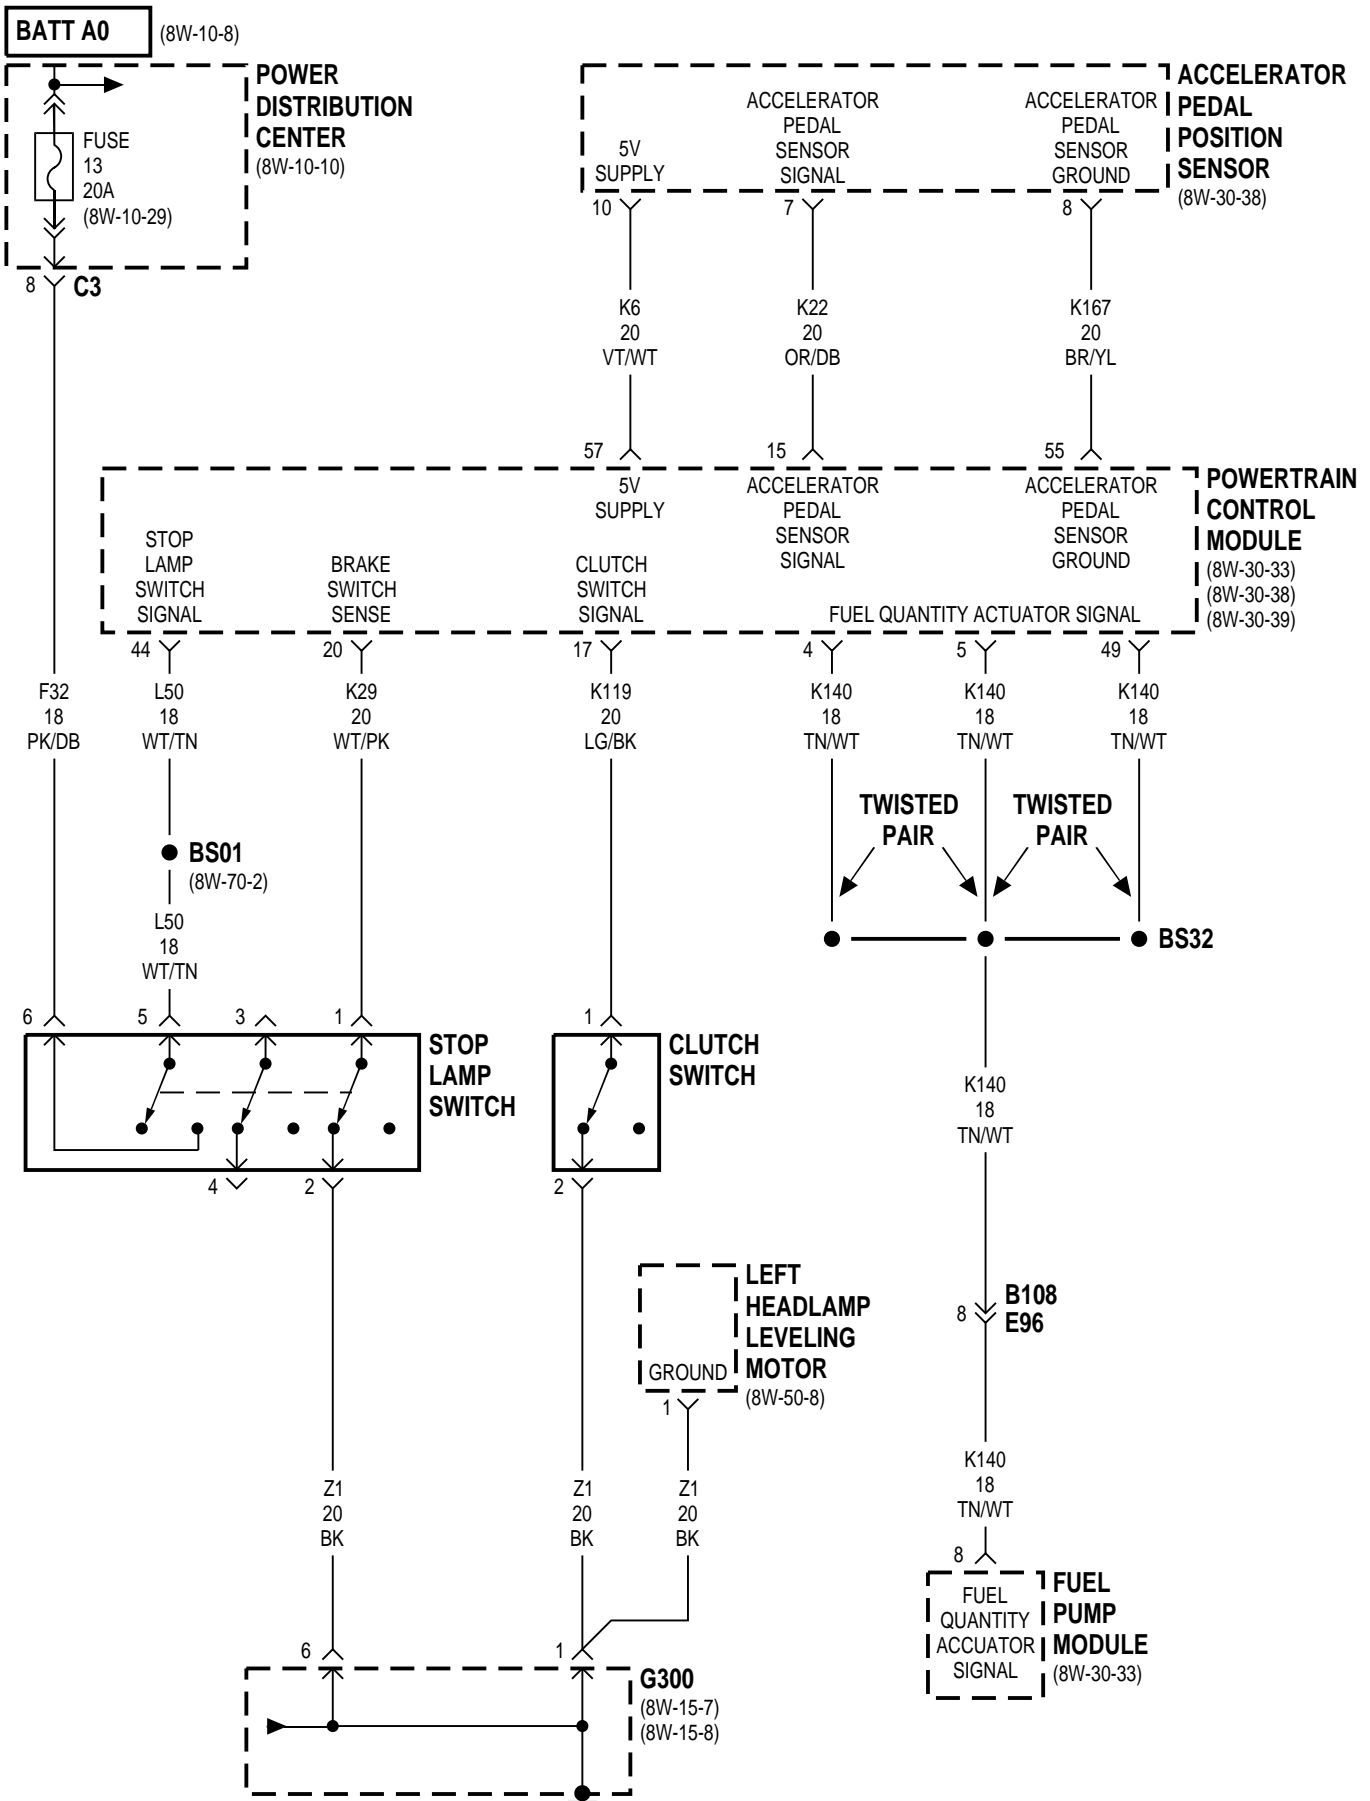 BATT A0
(8W-10-8)
POWER
DISTRIBUTION
CENTER
(8W-10-10)
FUSE
13
20A
(8W-10-29)
8
C3
ACCELERATOR
PEDAL
POSITION
SENSOR
(8W-30-38)
5V
SUPPLY
ACCELERATOR
PEDAL
SENSOR
SIGNAL
ACCELERATOR
PEDAL
SENSOR
GROUND
10
7
8
K6
20
VT/WT
K22
20
OR/DB
K167
20
BR/YL
57
15
55
5V
SUPPLY
ACCELERATOR
PEDAL
SENSOR
SIGNAL
ACCELERATOR
PEDAL
SENSOR
GROUND
POWERTRAIN
CONTROL
MODULE
(8W-30-33)
(8W-30-38)
(8W-30-39)
STOP
LAMP
SWITCH
SIGNAL
BRAKE
SWITCH
SENSE
CLUTCH
SWITCH
SIGNAL
FUEL QUANTITY ACTUATOR SIGNAL
44
20
17
4
5
49
F32
18
PK/DB
L50
18
WT/TN
K29
20
WT/PK
K119
20
LG/BK
K140
18
TN/WT
K140
18
TN/WT
K140
18
TN/WT
TWISTED
PAIR
TWISTED
PAIR
BS01
(8W-70-2)
L50
18
WT/TN
BS32
6
5
3
1
STOP
LAMP
SWITCH
4
2
1
CLUTCH
SWITCH
2
K140
18
TN/WT
LEFT
HEADLAMP
LEVELING
MOTOR
(8W-50-8)
GROUND
1
8
B108
E96
Z1
20
BK
Z1
20
BK
Z1
20
BK
K140
18
TN/WT
8
FUEL
QUANTITY
ACCUATOR
SIGNAL
FUEL
PUMP
MODULE
(8W-30-33)
6
1
G300
(8W-15-7)
(8W-15-8)